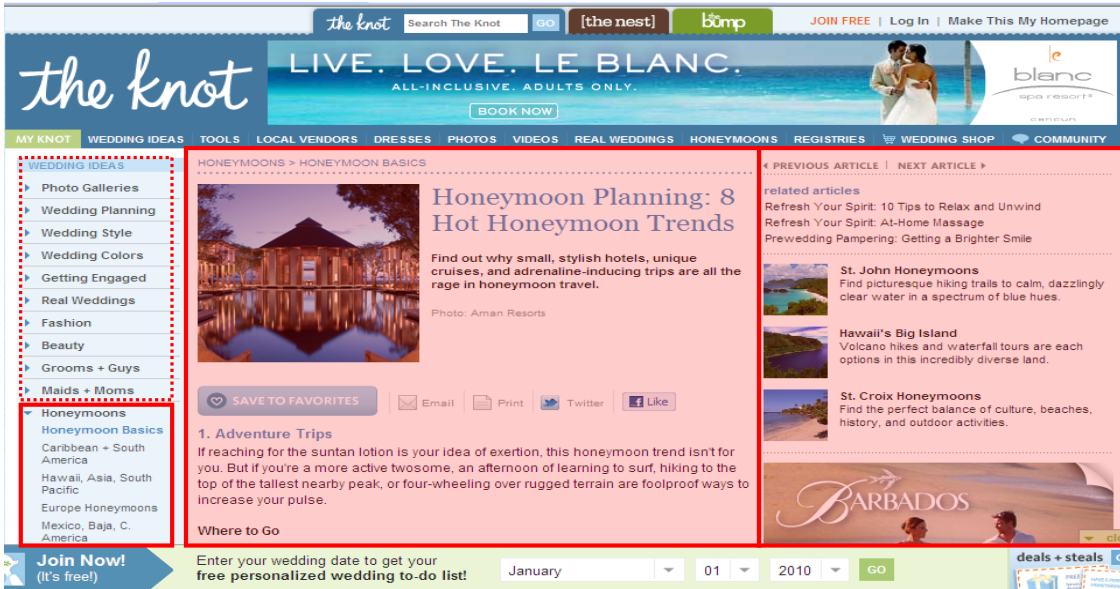 the knot
Search The Knot
GO
[the nest]
the bump
JOIN FREE | Log In | Make This My Homepage
the knot
LIVE. LOVE. LE BLANC.
ALL-INCLUSIVE. ADULTS ONLY.
BOOK NOW
le blanc
spa resort
CANCUN
MY KNOT WEDDING IDEAS TOOLS LOCAL VENDORS DRESSES PHOTOS VIDEOS REAL WEDDINGS HONEYMOONS REGISTRIES WEDDING SHOP COMMUNITY
WEDDING IDEAS
Photo Galleries
Wedding Planning
Wedding Style
Wedding Colors
Getting Engaged
Real Weddings
Fashion
Beauty
Grooms + Guys
Maids + Moms
Honeymoons
Honeymoon Basics
Caribbean + South
America
Hawaii, Asia, South
Pacific
Europe Honeymoons
Mexico, Baja, C.
America
HONEYMOONS > HONEYMOON BASICS
Honeymoon Planning: 8
Hot Honeymoon Trends
Find out why small, stylish hotels, unique
cruises, and adrenaline-inducing trips are all the
rage in honeymoon travel.
Photo: Aman Resorts
SAVE TO FAVORITES
Email
Print
Twitter
Like
1. Adventure Trips
If reaching for the suntan lotion is your idea of exertion, this honeymoon trend isn't for
you. But if you're a more active twosome, an afternoon of learning to surf, hiking to the
top of the tallest nearby peak, or four-wheeling over rugged terrain are foolproof ways to
increase your pulse.
Where to Go
PREVIOUS ARTICLE | NEXT ARTICLE
related articles
Refresh Your Spirit: 10 Tips to Relax and Unwind
Refresh Your Spirit: At-Home Massage
Prewedding Pampering: Getting a Brighter Smile
St. John Honeymoons
Find picturesque hiking trails to calm, dazzlingly
clear water in a spectrum of blue hues.
Hawaii's Big Island
Volcano hikes and waterfall tours are each
options in this incredibly diverse land.
St. Croix Honeymoons
Find the perfect balance of culture, beaches,
history, and outdoor activities.
BARBADOS
clo
Join Now!
(It's free!)
Enter your wedding date to get your
free personalized wedding to-do list!
January
01
2010
GO
deals + steals
FREE